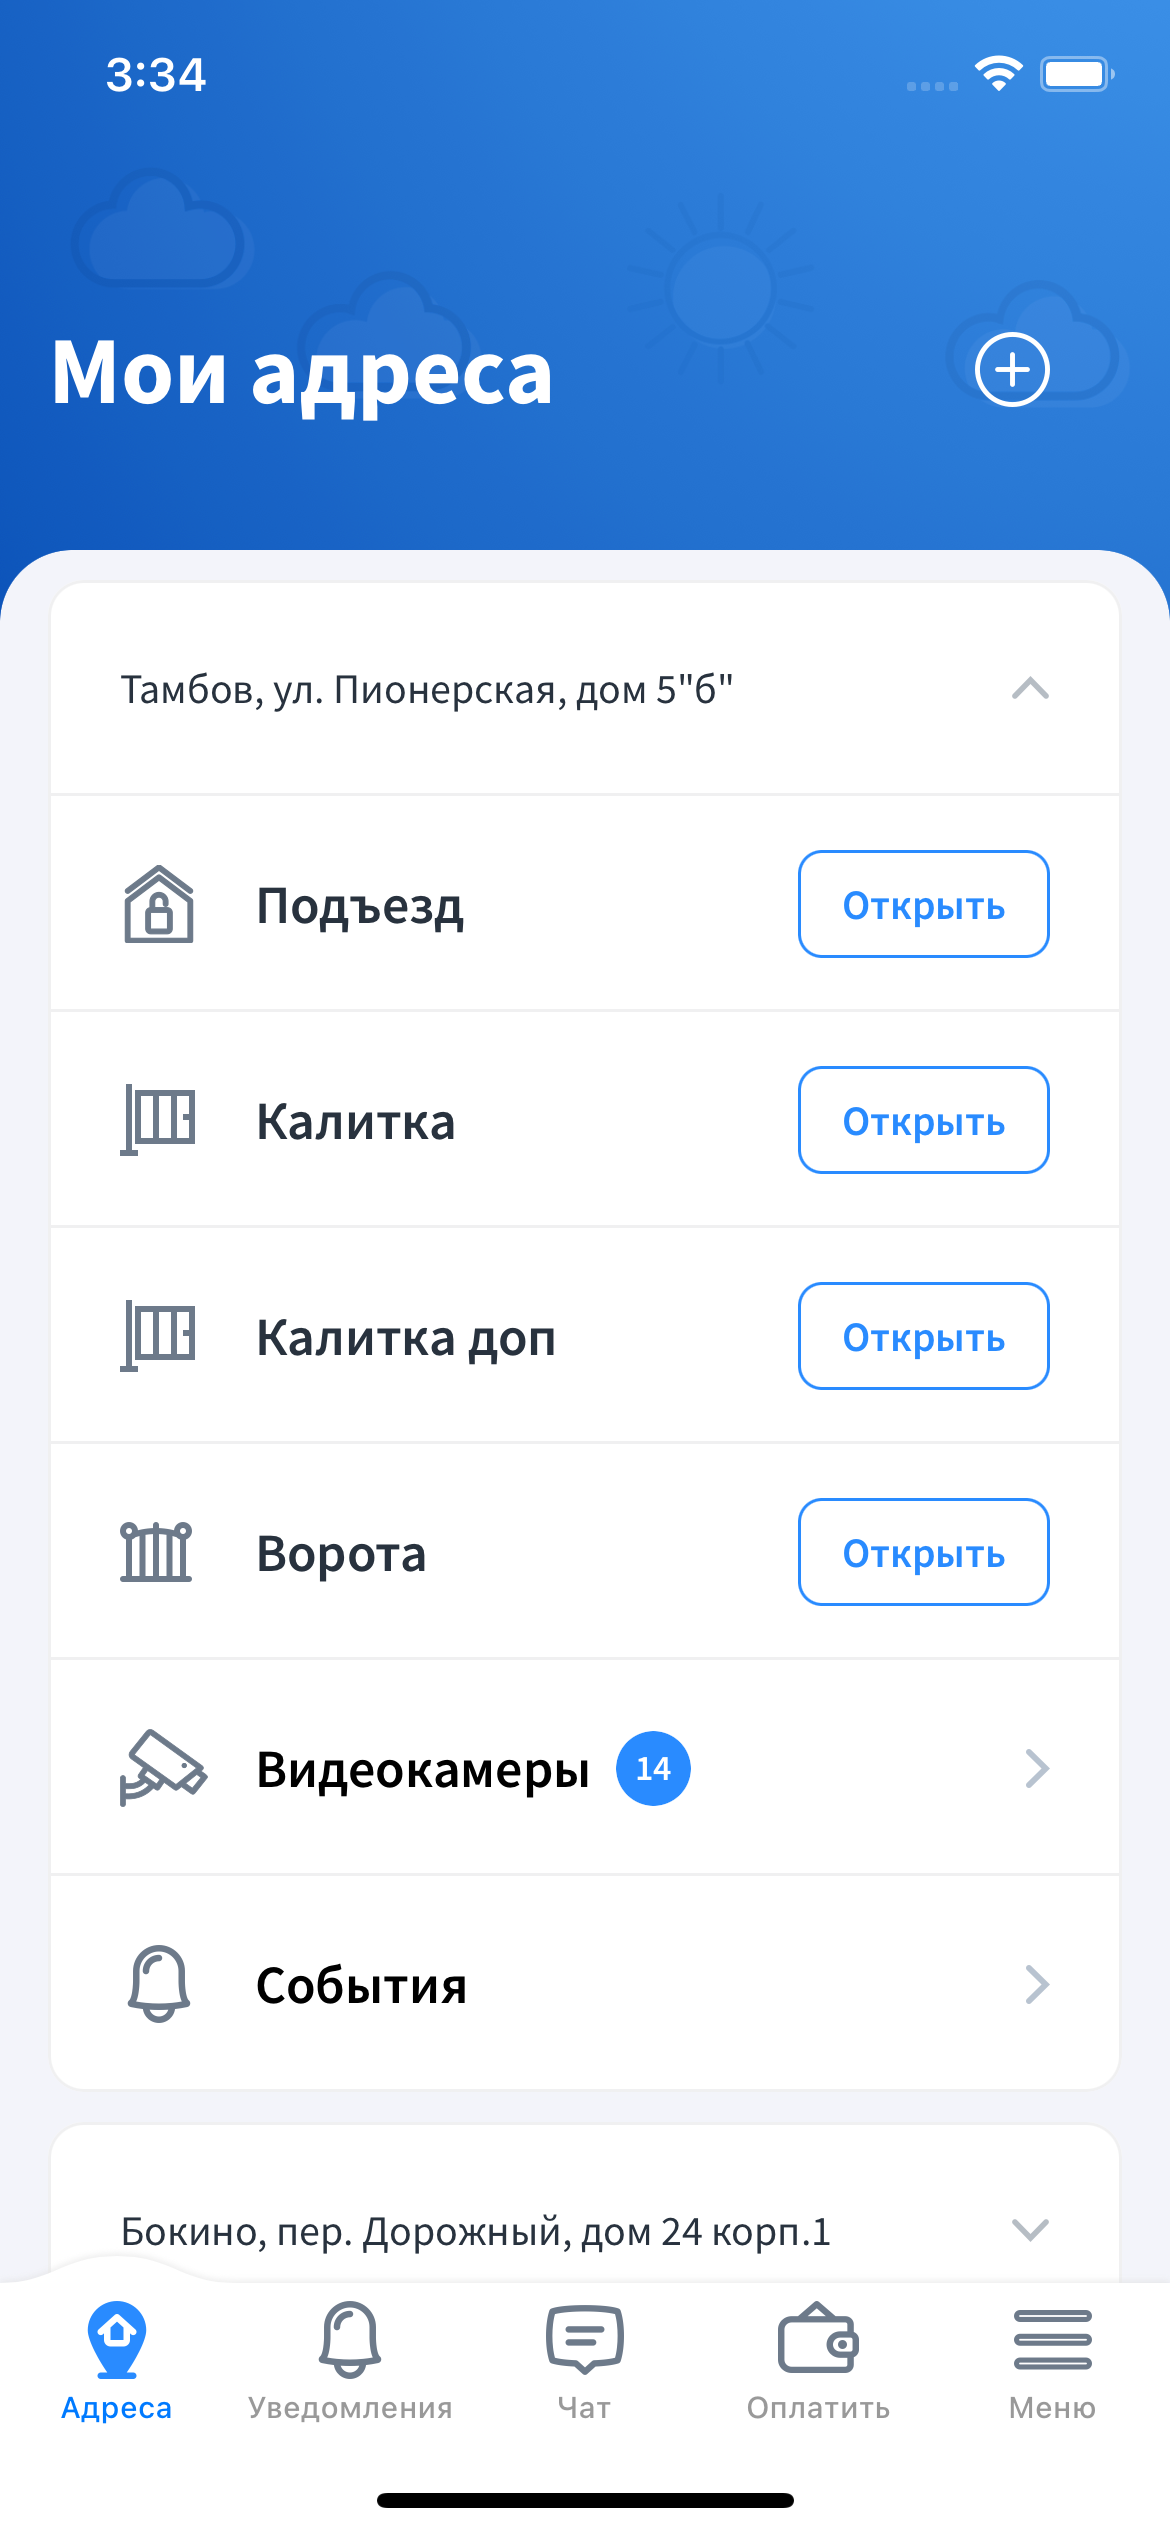 3:34
Мои адреса
Тамбов, ул. Пионерская, дом 5"б"
Подъезд
Открыть
Калитка
Открыть
Калитка доп
Открыть
Ворота
Открыть
Видеокамеры 14
События
Бокино, пер. Дорожный, дом 24 корп.1
Адреса
Уведомления
Чат
Оплатить
Меню